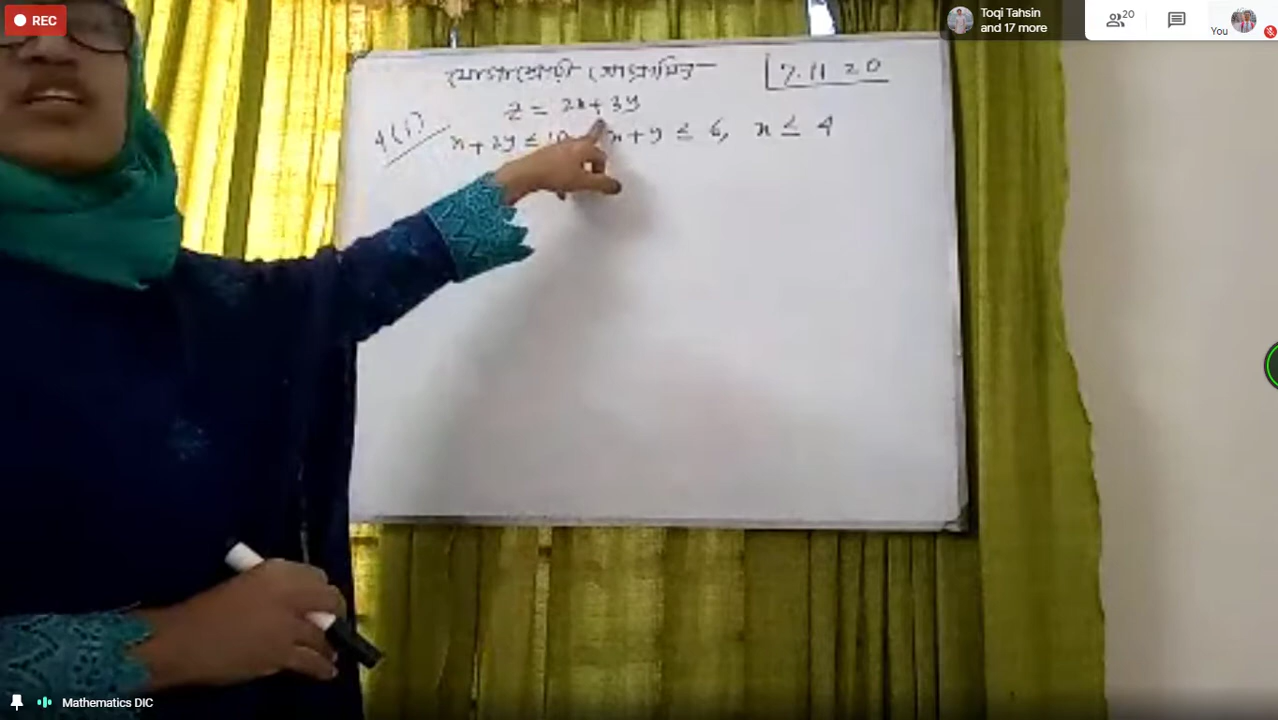 REC
Toqi Tahsin
and 17 more
20
You
যোগাশ্রয়ী প্রোগ্রামিং
7.11 20
z = 2x + 3y
4(i)
x + 2y ≤ 10 x + y ≤ 6, x ≤ 4
Mathematics DIC